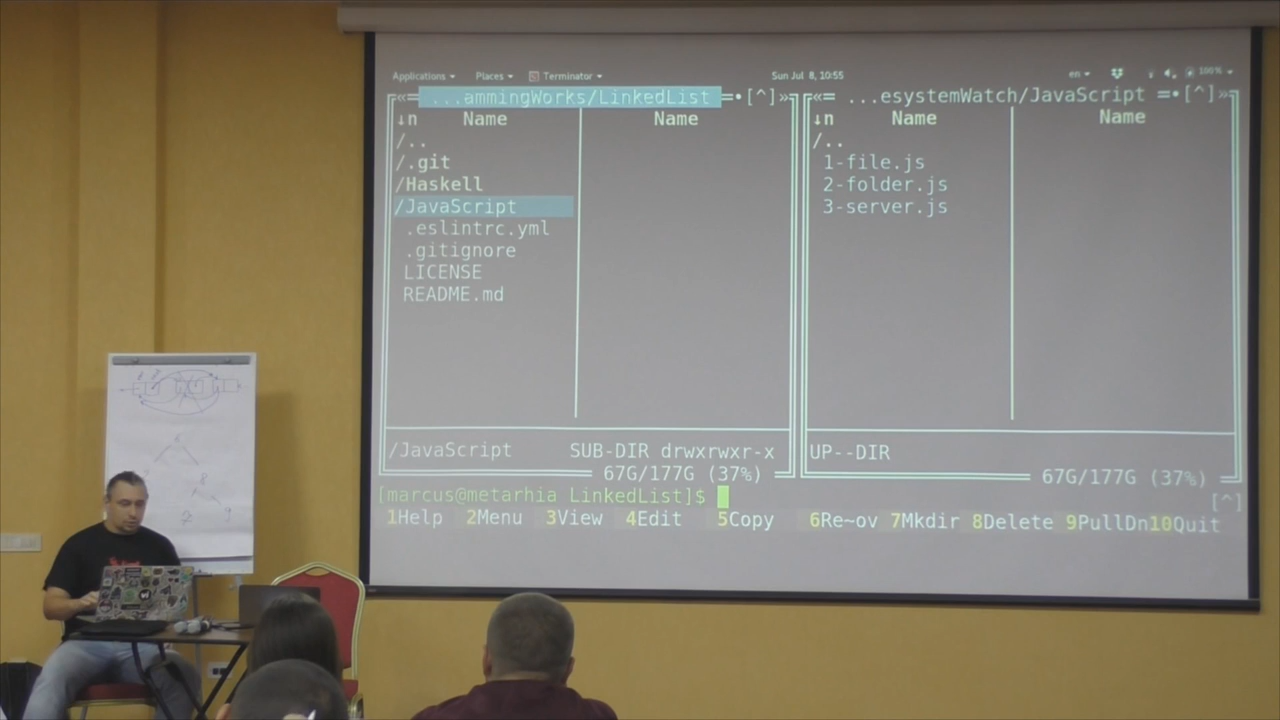 Applications Places Terminator Sun Jul 8, 10:55 en 100%
«= ...ammingWorks/LinkedList =•[^]» «= ...esystemWatch/JavaScript =•[^]»
↓n Name Name ↓n Name Name
/.. /..
/.git 1-file.js
/Haskell 2-folder.js
/JavaScript 3-server.js
.eslintrc.yml
.gitignore
LICENSE
README.md
/JavaScript SUB-DIR drwxrwxr-x UP--DIR
67G/177G (37%) 67G/177G (37%)
[marcus@metarhia LinkedList]$ [^]
1Help 2Menu 3View 4Edit 5Copy 6Re~ov 7Mkdir 8Delete 9PullDn10Quit